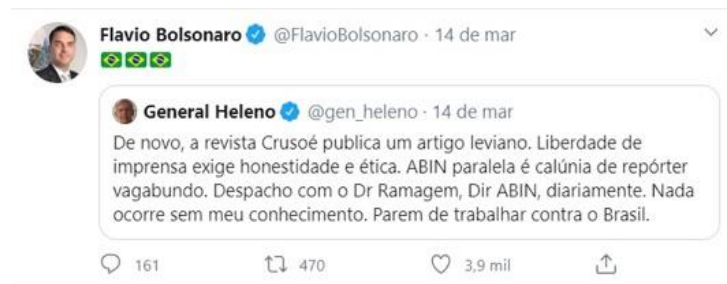 Flavio Bolsonaro @FlavioBolsonaro · 14 de mar
🇧🇷🇧🇷🇧🇷
General Heleno @gen_heleno · 14 de mar
De novo, a revista Crusoé publica um artigo leviano. Liberdade de
imprensa exige honestidade e ética. ABIN paralela é calúnia de repórter
vagabundo. Despacho com o Dr Ramagem, Dir ABIN, diariamente. Nada
ocorre sem meu conhecimento. Parem de trabalhar contra o Brasil.
161 470 3,9 mil